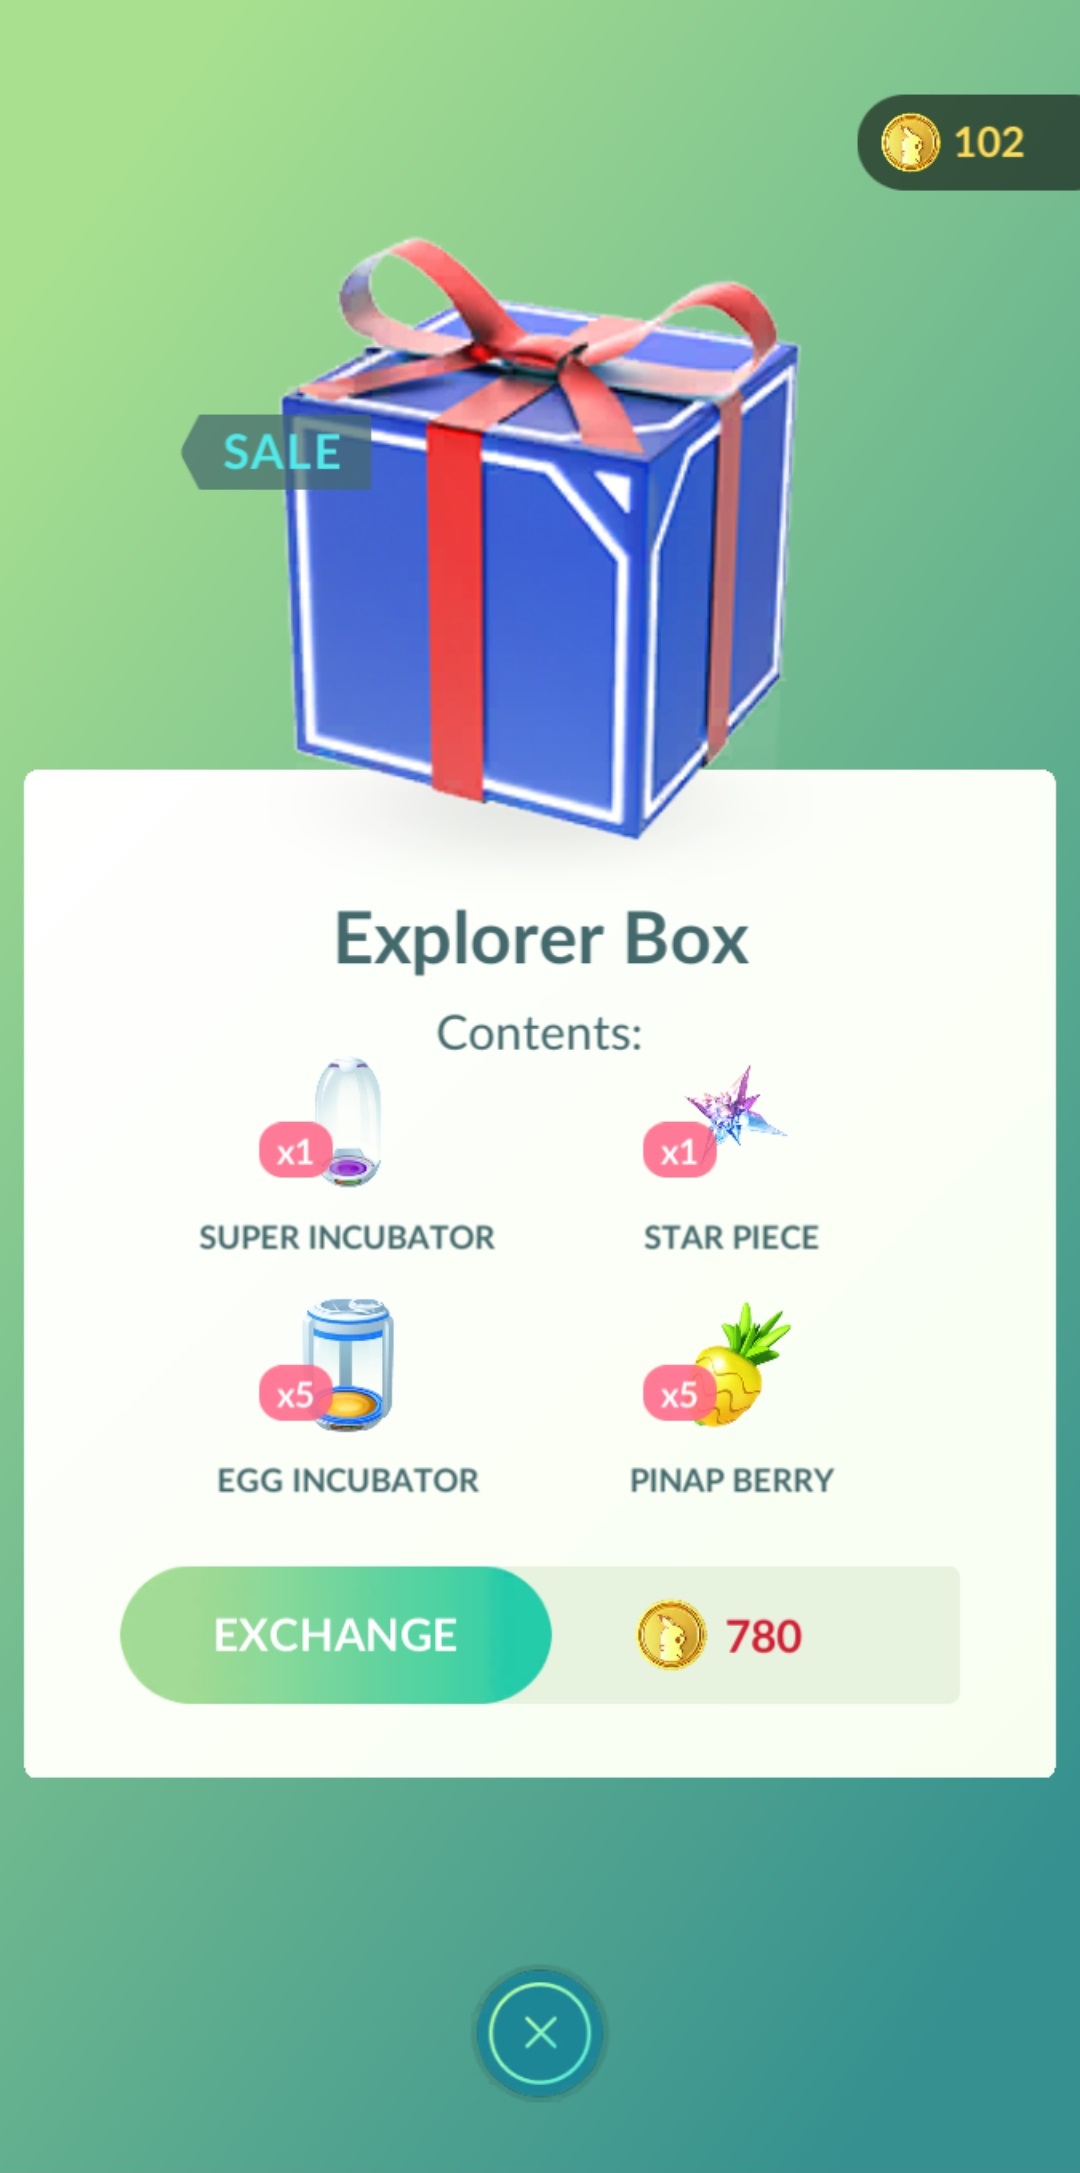 102
SALE
Explorer Box
Contents:
x1
x1
SUPER INCUBATOR
STAR PIECE
x5
x5
EGG INCUBATOR
PINAP BERRY
EXCHANGE
780